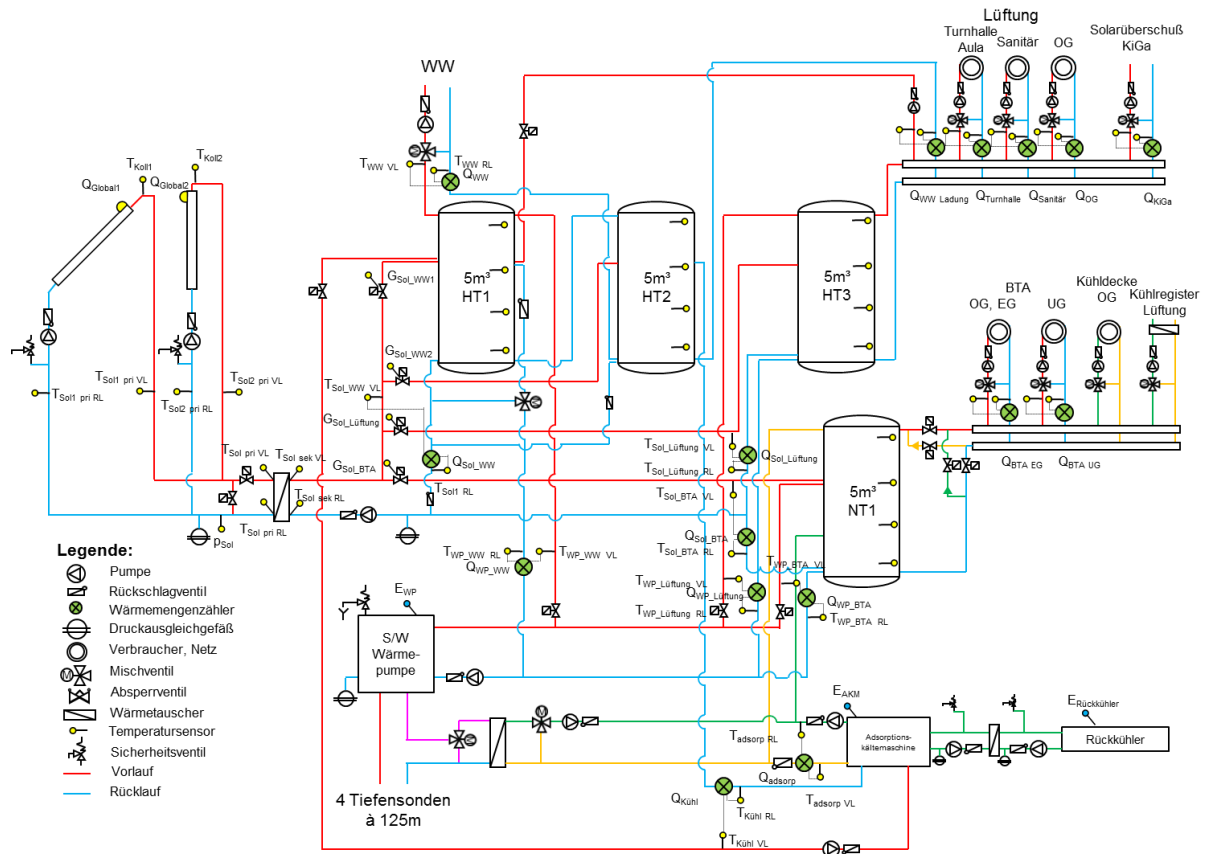 Lüftung
Turnhalle
Aula
Sanitär
OG
Solarüberschuß
KiGa
WW
T_Koll1
T_Koll2
Q_Global1
Q_Global2
T_WW VL
T_WW RL
Q_WW
M
M
M
M
M
Q_WW Ladung
Q_Turnhalle
Q_Sanitär
Q_OG
Q_KiGa
5m³
HT1
5m³
HT2
5m³
HT3
G_Sol_WW1
BTA
OG, EG
UG
Kühldecke
OG
Kühlregister
Lüftung
G_Sol_WW2
T_Sol1 pri VL
T_Sol2 pri VL
T_Sol1 pri RL
T_Sol2 pri RL
T_Sol_WW VL
M
M
M
M
M
G_Sol_Lüftung
T_Sol pri VL
T_Sol sek VL
G_Sol_BTA
Q_Sol_WW
T_Sol1 RL
T_Sol_Lüftung VL
Q_Sol_Lüftung
T_Sol_Lüftung RL
T_Sol_BTA VL
Q_BTA EG
Q_BTA UG
5m³
NT1
T_Sol sek RL
T_Sol pri RL
p_Sol
Q_Sol_BTA
T_Sol_BTA RL
T_WP_WW RL
T_WP_WW VL
Q_WP_WW
T_WP_BTA VL
T_WP_Lüftung VL
Q_WP_Lüftung
T_WP_Lüftung RL
Q_WP_BTA
T_WP_BTA RL
Legende:
Pumpe
Rückschlagventil
Wärmemengenzähler
Druckausgleichgefäß
Verbraucher, Netz
M
Mischventil
Absperrventil
Wärmetauscher
Temperatursensor
Sicherheitsventil
Vorlauf
Rücklauf
E_WP
S/W
Wärme-
pumpe
M
M
E_AKM
E_Rückkühler
T_adsorp RL
Adsorptions-
kältemaschine
Rückkühler
Q_adsorp
T_adsorp VL
Q_Kühl
T_Kühl RL
T_Kühl VL
4 Tiefensonden
à 125m